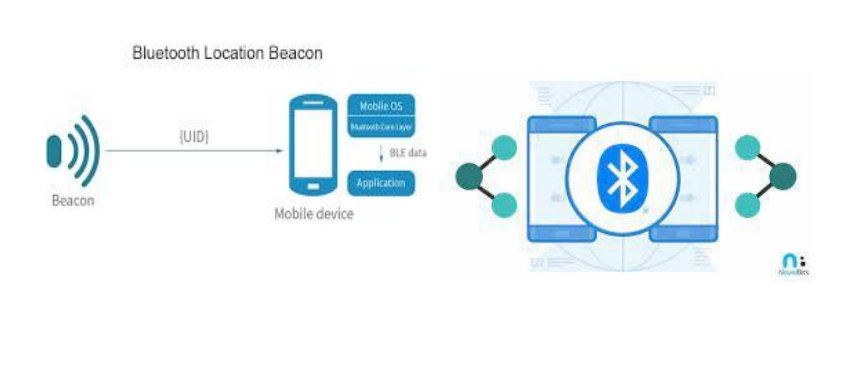 Bluetooth Location Beacon
{UID}
Beacon
Mobile device
Mobile OS
Bluetooth Core Layer
BLE data
Application
NovelBits